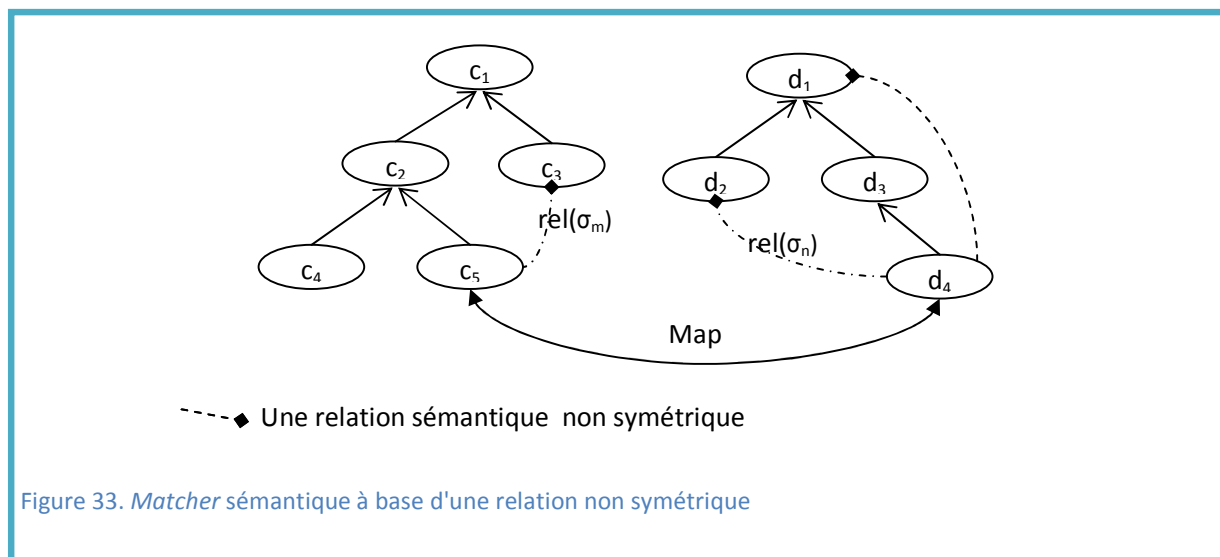 c₁
d₁
c₂
c₃
d₂
d₃
rel(σₘ)
rel(σₙ)
c₄
c₅
d₄
Map
Une relation sémantique non symétrique
Figure 33. Matcher sémantique à base d'une relation non symétrique